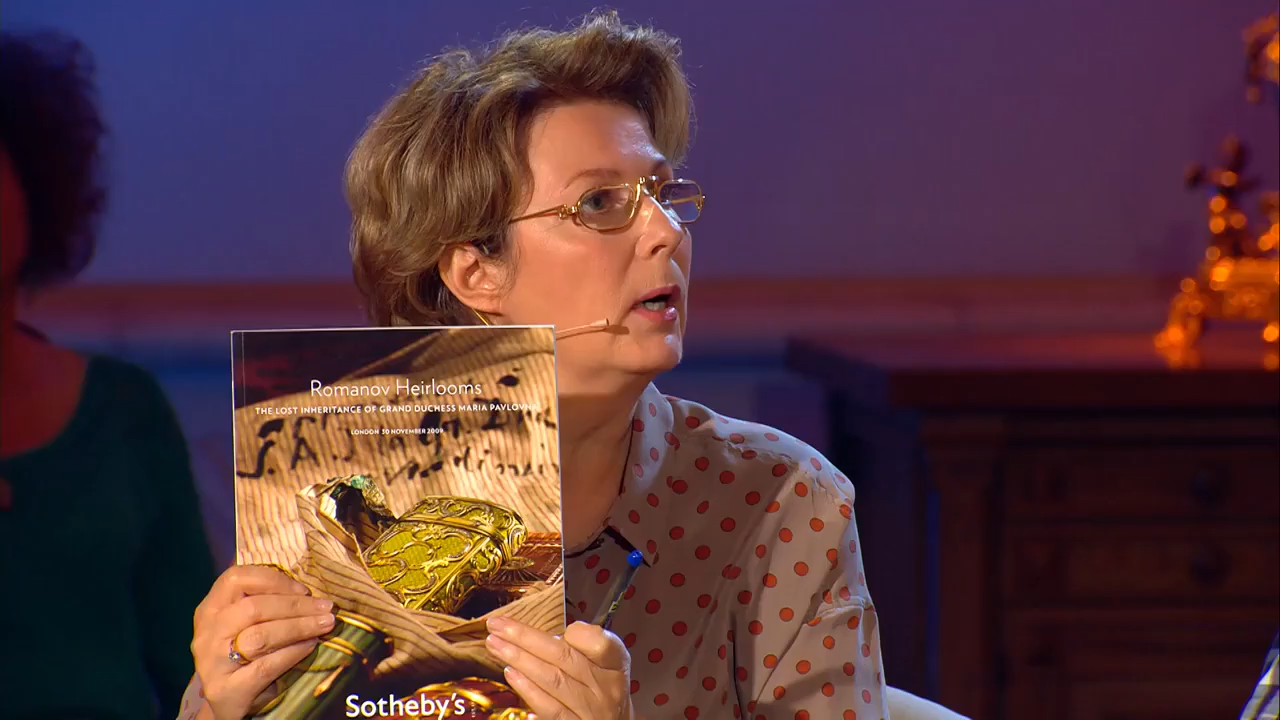 Romanov Heirlooms
THE LOST INHERITANCE OF GRAND DUCHESS MARIA PAVLOVNA
LONDON 30 NOVEMBER 2009
Sotheby's